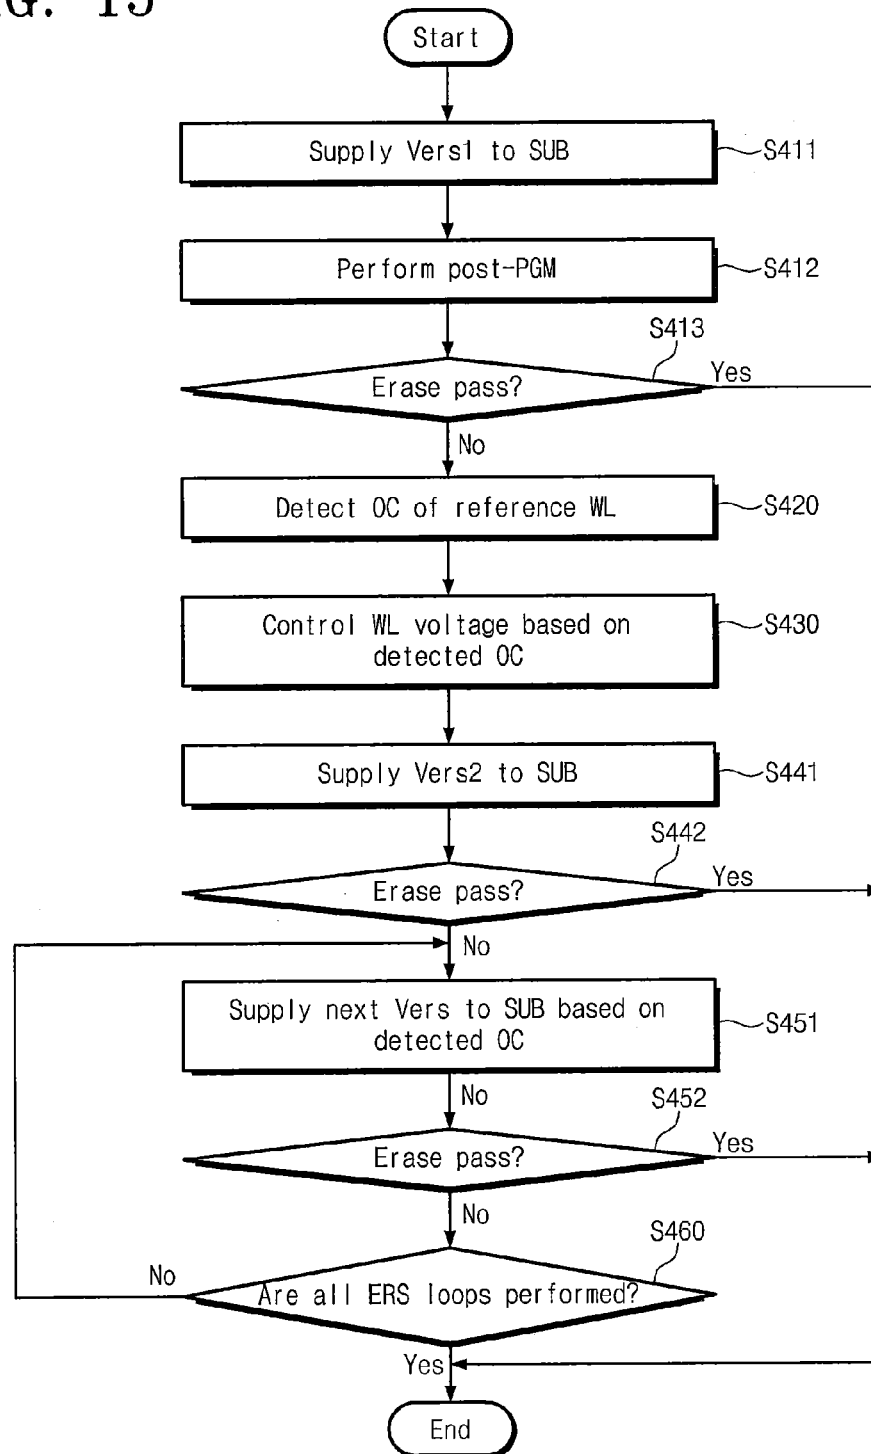 Start
Supply Vers1 to SUB
S411
Perform post-PGM
S412
S413
Erase pass?
Yes
No
Detect OC of reference WL
S420
Control WL voltage based on
detected OC
S430
Supply Vers2 to SUB
S441
S442
Erase pass?
Yes
No
Supply next Vers to SUB based on
detected OC
S451
No
S452
Erase pass?
Yes
No
S460
No
Are all ERS loops performed?
Yes
End